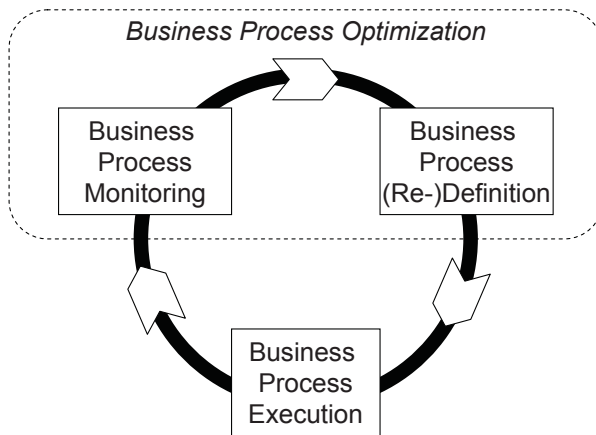 Business Process Optimization
Business
Process
Monitoring
Business
Process
(Re-)Definition
Business
Process
Execution